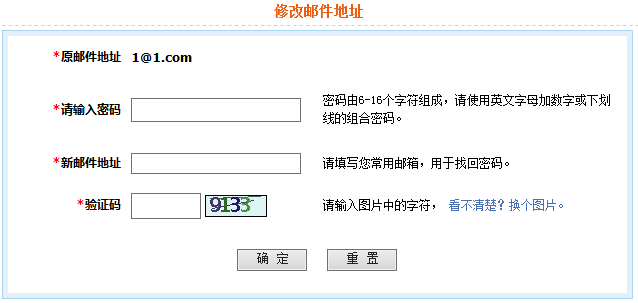 修改邮件地址
*原邮件地址 1@1.com
*请输入密码
密码由6-16个字符组成，请使用英文字母加数字或下划
线的组合密码。
*新邮件地址 请填写您常用邮箱，用于找回密码。
*验证码 9133 请输入图片中的字符， 看不清楚？换个图片。
确 定 重 置